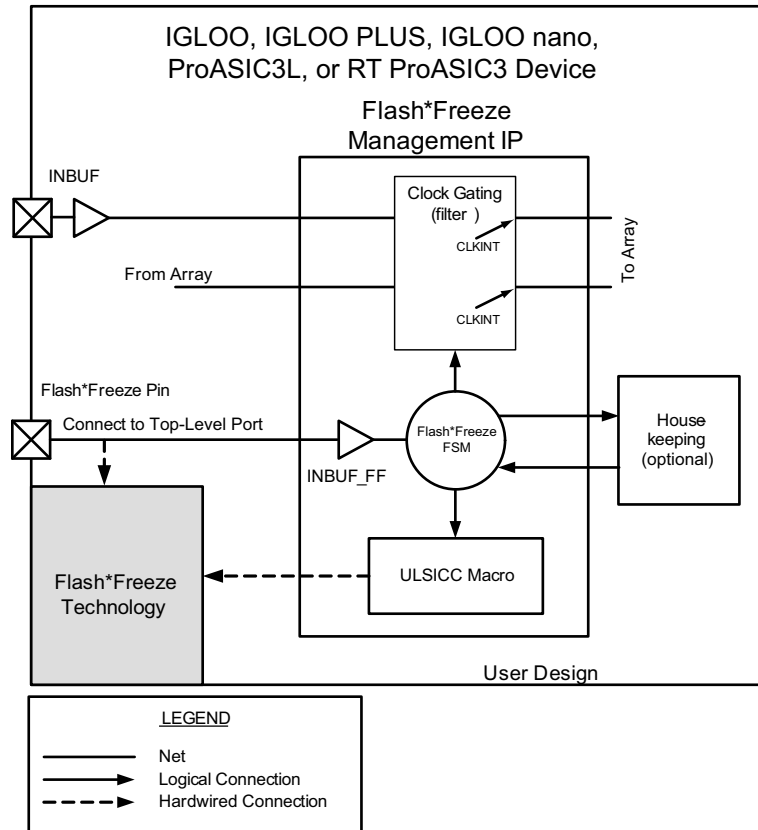 IGLOO, IGLOO PLUS, IGLOO nano,
ProASIC3L, or RT ProASIC3 Device
Flash*Freeze
Management IP
INBUF
Clock Gating
(filter )
CLKINT
From Array
To Array
CLKINT
Flash*Freeze Pin
Connect to Top-Level Port
Flash*Freeze
FSM
House
keeping
(optional)
INBUF_FF
ULSICC Macro
Flash*Freeze
Technology
User Design
LEGEND
Net
Logical Connection
Hardwired Connection